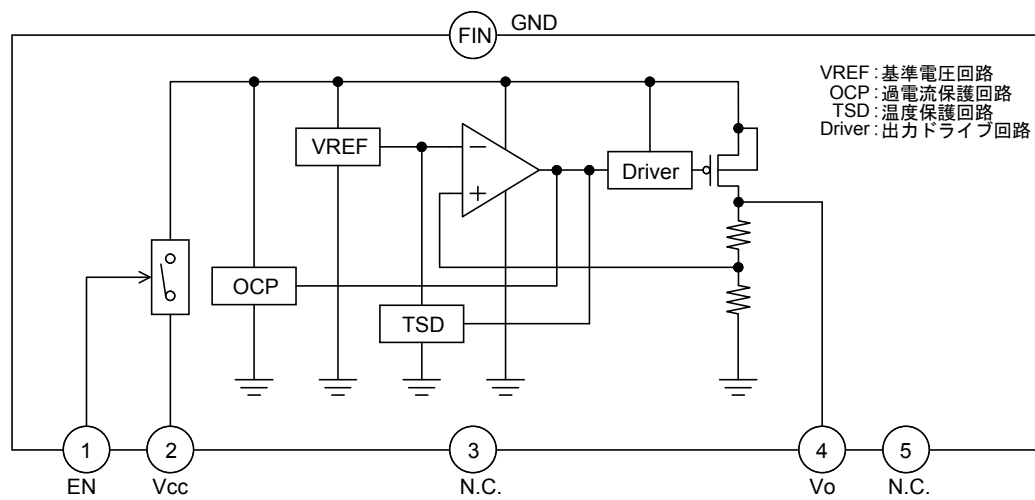 FIN GND
VREF:基準電圧回路
OCP:過電流保護回路
TSD:温度保護回路
Driver:出力ドライブ回路
VREF
−
+
Driver
OCP
TSD
1 2 3 4 5
EN Vcc N.C. Vo N.C.